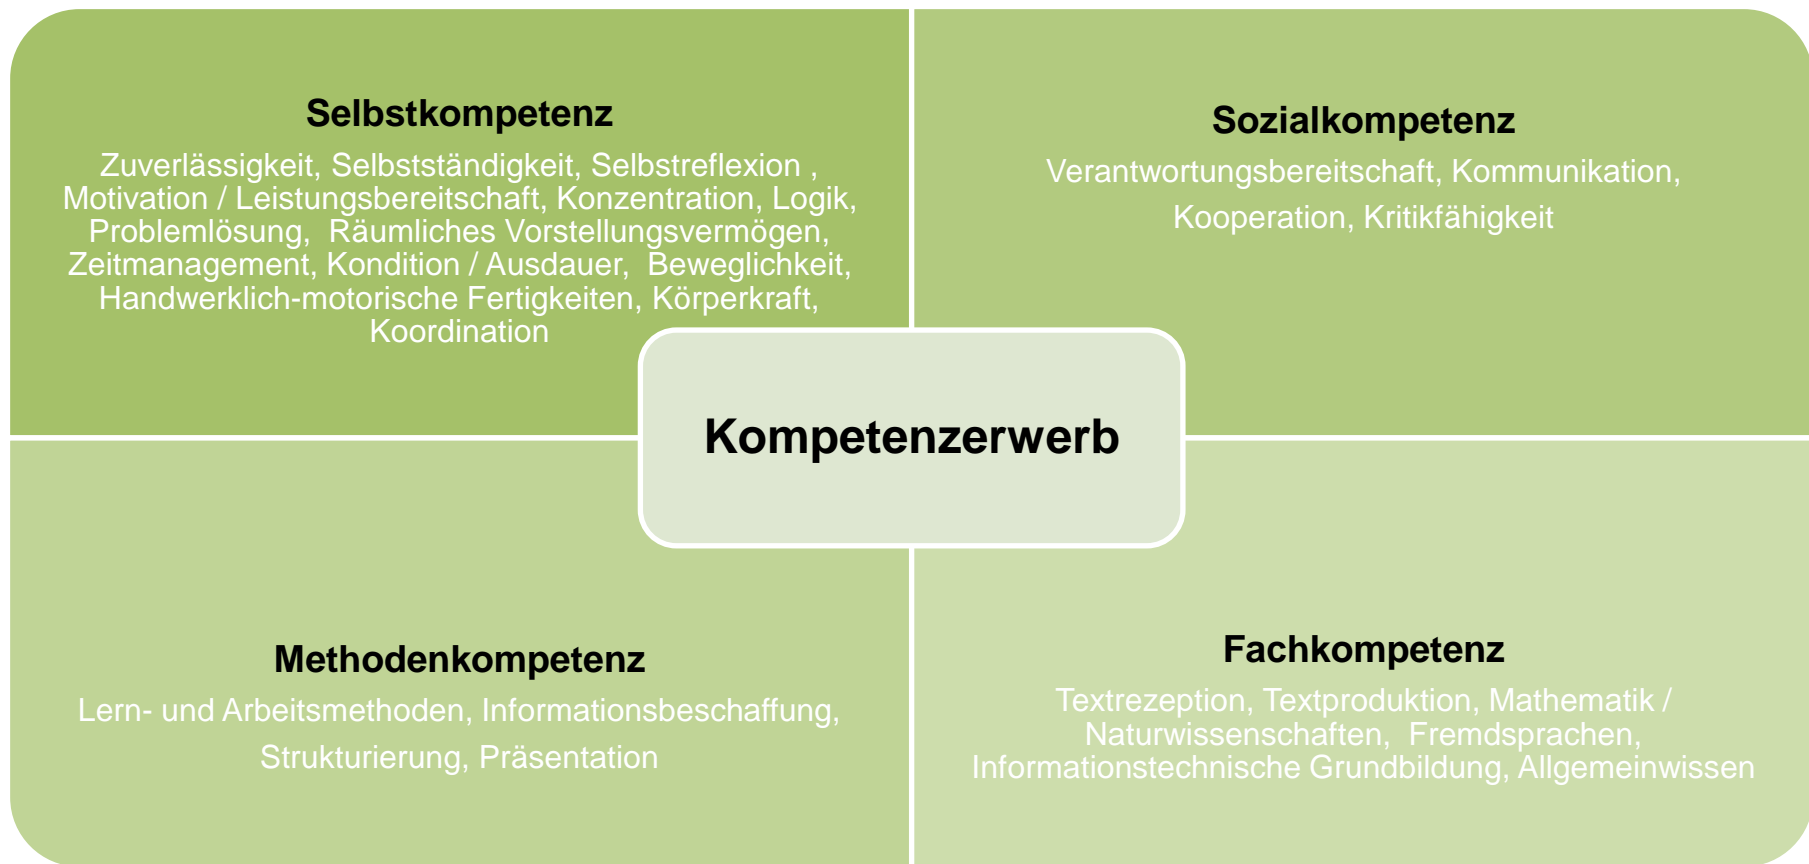 Selbstkompetenz
Zuverlässigkeit, Selbstständigkeit, Selbstreflexion ,
Motivation / Leistungsbereitschaft, Konzentration, Logik,
Problemlösung,  Räumliches Vorstellungsvermögen,
Zeitmanagement, Kondition / Ausdauer,  Beweglichkeit,
Handwerklich-motorische Fertigkeiten, Körperkraft,
Koordination
Sozialkompetenz
Verantwortungsbereitschaft, Kommunikation,
Kooperation, Kritikfähigkeit
Kompetenzerwerb
Methodenkompetenz
Lern- und Arbeitsmethoden, Informationsbeschaffung,
Strukturierung, Präsentation
Fachkompetenz
Textrezeption, Textproduktion, Mathematik /
Naturwissenschaften,  Fremdsprachen,
Informationstechnische Grundbildung, Allgemeinwissen